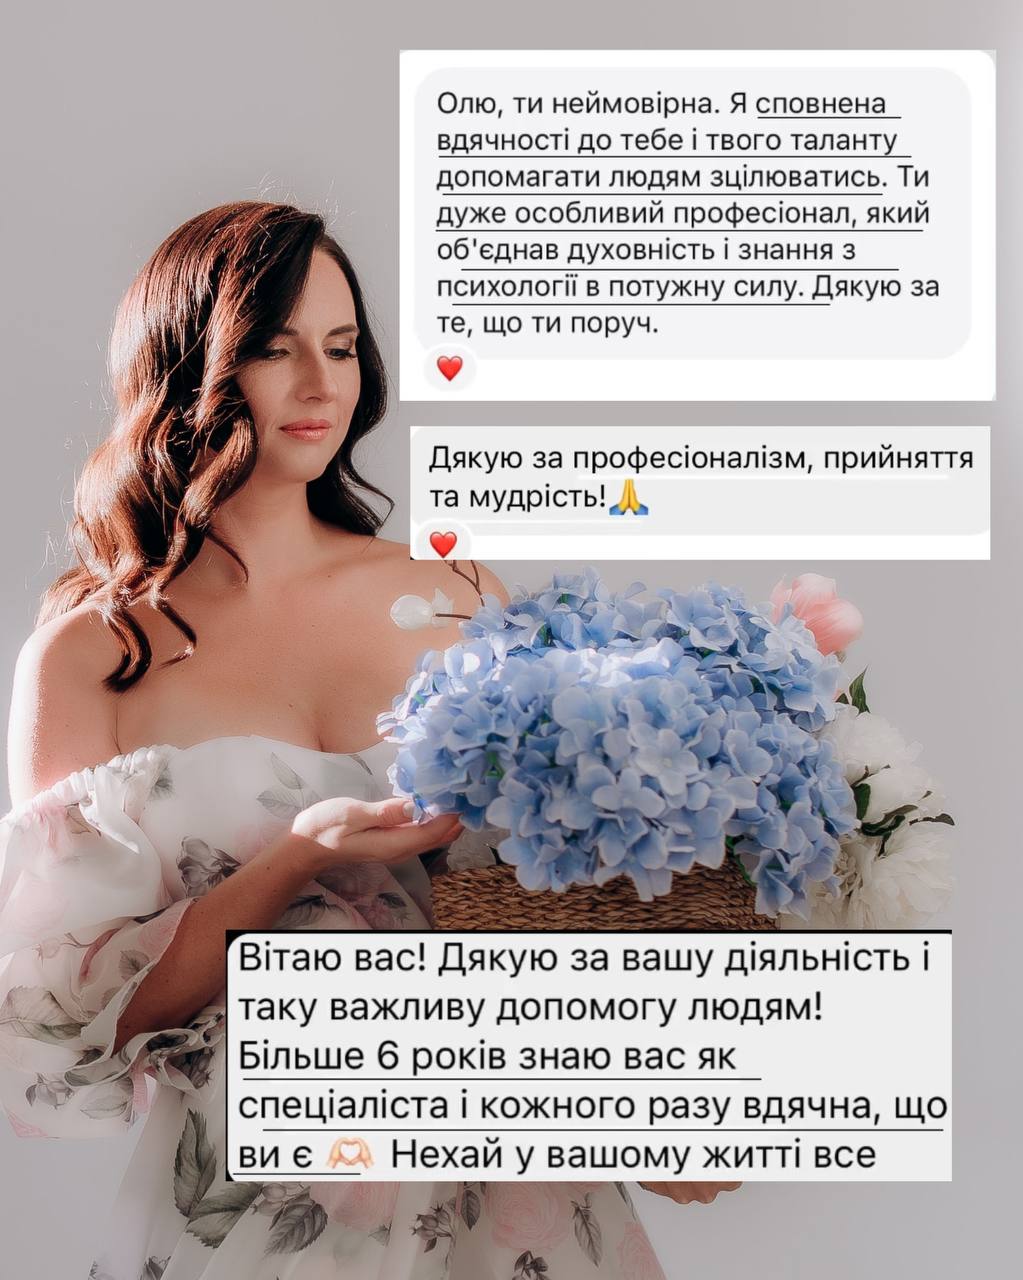 Олю, ти неймовірна. Я сповнена
вдячності до тебе і твого таланту
допомагати людям зцілюватись. Ти
дуже особливий професіонал, який
об'єднав духовність і знання з
психології в потужну силу. Дякую за
те, що ти поруч.
❤️
Дякую за професіоналізм, прийняття
та мудрість!🙏
❤️
Вітаю вас! Дякую за вашу діяльність і
таку важливу допомогу людям!
Більше 6 років знаю вас як
спеціаліста і кожного разу вдячна, що
ви є 🫶🏻 Нехай у вашому житті все